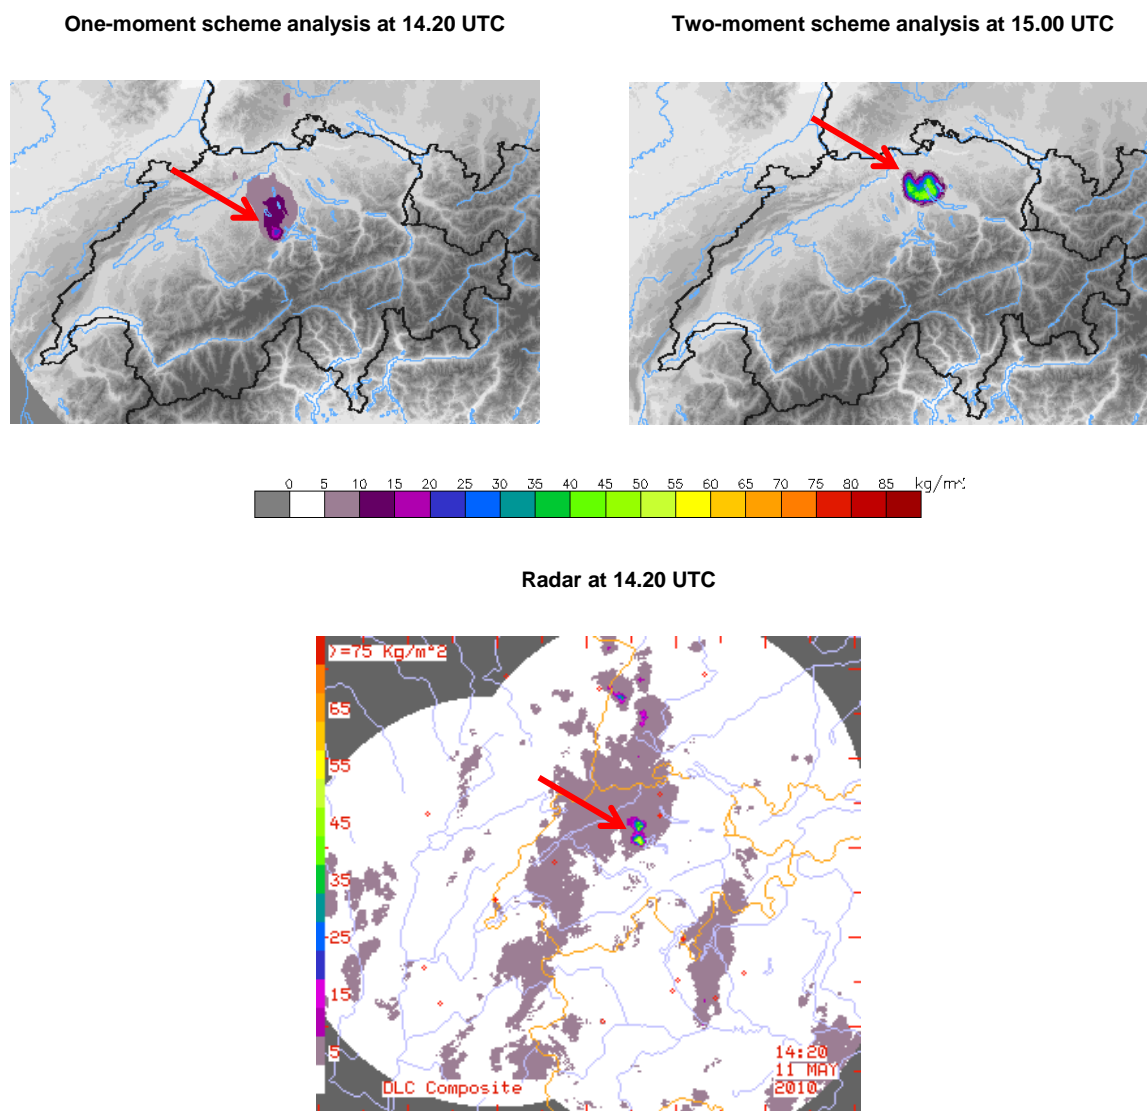 One-moment scheme analysis at 14.20 UTC
Two-moment scheme analysis at 15.00 UTC
0 5 10 15 20 25 30 35 40 45 50 55 60 65 70 75 80 85 kg/m²
Radar at 14.20 UTC
>=75 Kg/m^2
65
55
45
35
25
15
5
14:20
11 MAY
2010
DLC Composite